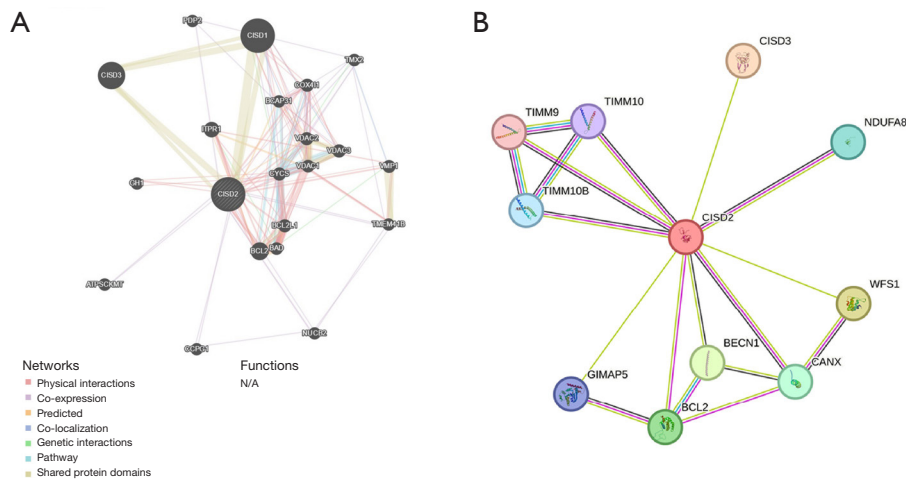 A
B
PDP2
CISD1
TMX2
CISD3
COX4I1
BCAP31
ITPR1
VDAC2
VDAC3
VDAC1
VMP1
CYCS
GH1
CISD2
BCL2L1
TMEM41B
BCL2
BAD
ATPSCKMT
NUCB2
CCPG1
Networks
Physical interactions
Co-expression
Predicted
Co-localization
Genetic interactions
Pathway
Shared protein domains
Functions
N/A
CISD3
TIMM9
TIMM10
NDUFA8
TIMM10B
CISD2
WFS1
BECN1
CANX
GIMAP5
BCL2